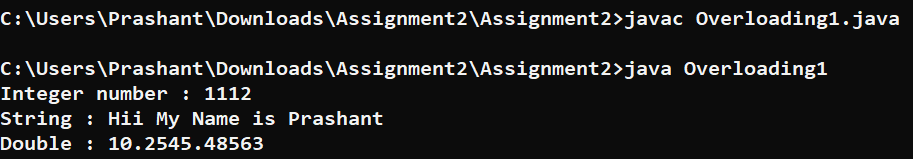 C:\Users\Prashant\Downloads\Assignment2\Assignment2>javac Overloading1.java
C:\Users\Prashant\Downloads\Assignment2\Assignment2>java Overloading1
Integer number : 1112
String : Hii My Name is Prashant
Double : 10.2545.48563